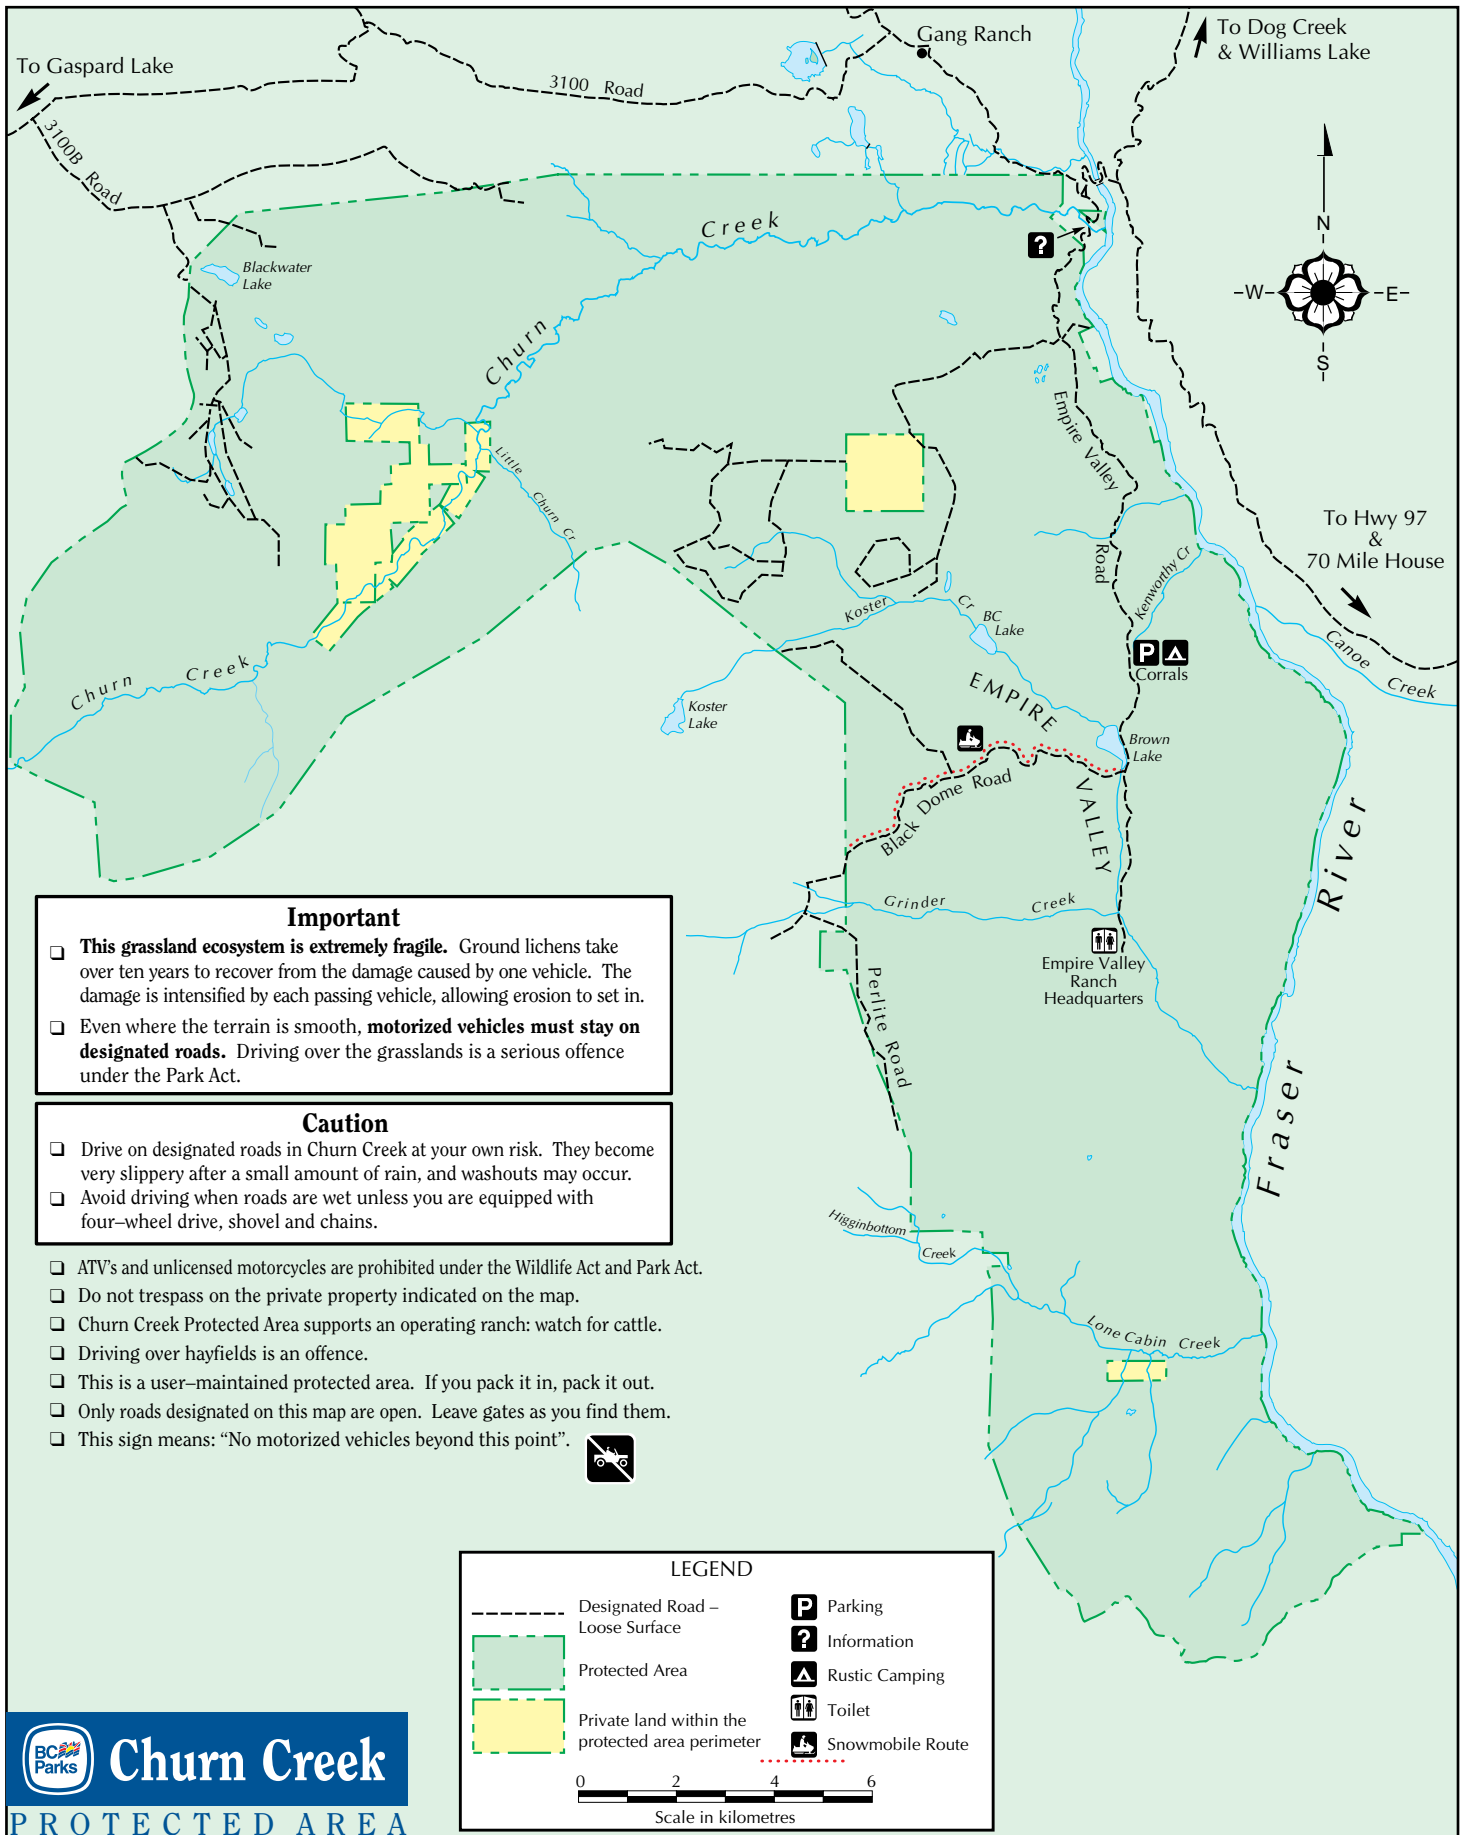 Gang Ranch
To Dog Creek
& Williams Lake
To Gaspard Lake
3100 Road
3100B Road
Creek
?
N
W
E
S
Blackwater
Lake
Churn
Empire Valley
Road
Little Churn Cr
To Hwy 97
&
70 Mile House
Kenworthy Cr
Koster
Cr
BC
Lake
P
Corrals
Canoe
Creek
Churn Creek
EMPIRE
VALLEY
Koster
Lake
Brown
Lake
Black Dome Road
River
Fraser
Grinder Creek
Empire Valley
Ranch
Headquarters
Perlite Road
Higginbottom
Creek
Lone Cabin Creek
Important
❑ This grassland ecosystem is extremely fragile. Ground lichens take
over ten years to recover from the damage caused by one vehicle. The
damage is intensified by each passing vehicle, allowing erosion to set in.
❑ Even where the terrain is smooth, motorized vehicles must stay on
designated roads. Driving over the grasslands is a serious offence
under the Park Act.
Caution
❑ Drive on designated roads in Churn Creek at your own risk. They become
very slippery after a small amount of rain, and washouts may occur.
❑ Avoid driving when roads are wet unless you are equipped with
four–wheel drive, shovel and chains.
❑ ATV's and unlicensed motorcycles are prohibited under the Wildlife Act and Park Act.
❑ Do not trespass on the private property indicated on the map.
❑ Churn Creek Protected Area supports an operating ranch: watch for cattle.
❑ Driving over hayfields is an offence.
❑ This is a user–maintained protected area. If you pack it in, pack it out.
❑ Only roads designated on this map are open. Leave gates as you find them.
❑ This sign means: “No motorized vehicles beyond this point”.
LEGEND
Designated Road –
Loose Surface
Protected Area
Private land within the
protected area perimeter
P Parking
? Information
Rustic Camping
Toilet
Snowmobile Route
0 2 4 6
Scale in kilometres
BC
Parks
Churn Creek
PROTECTED AREA